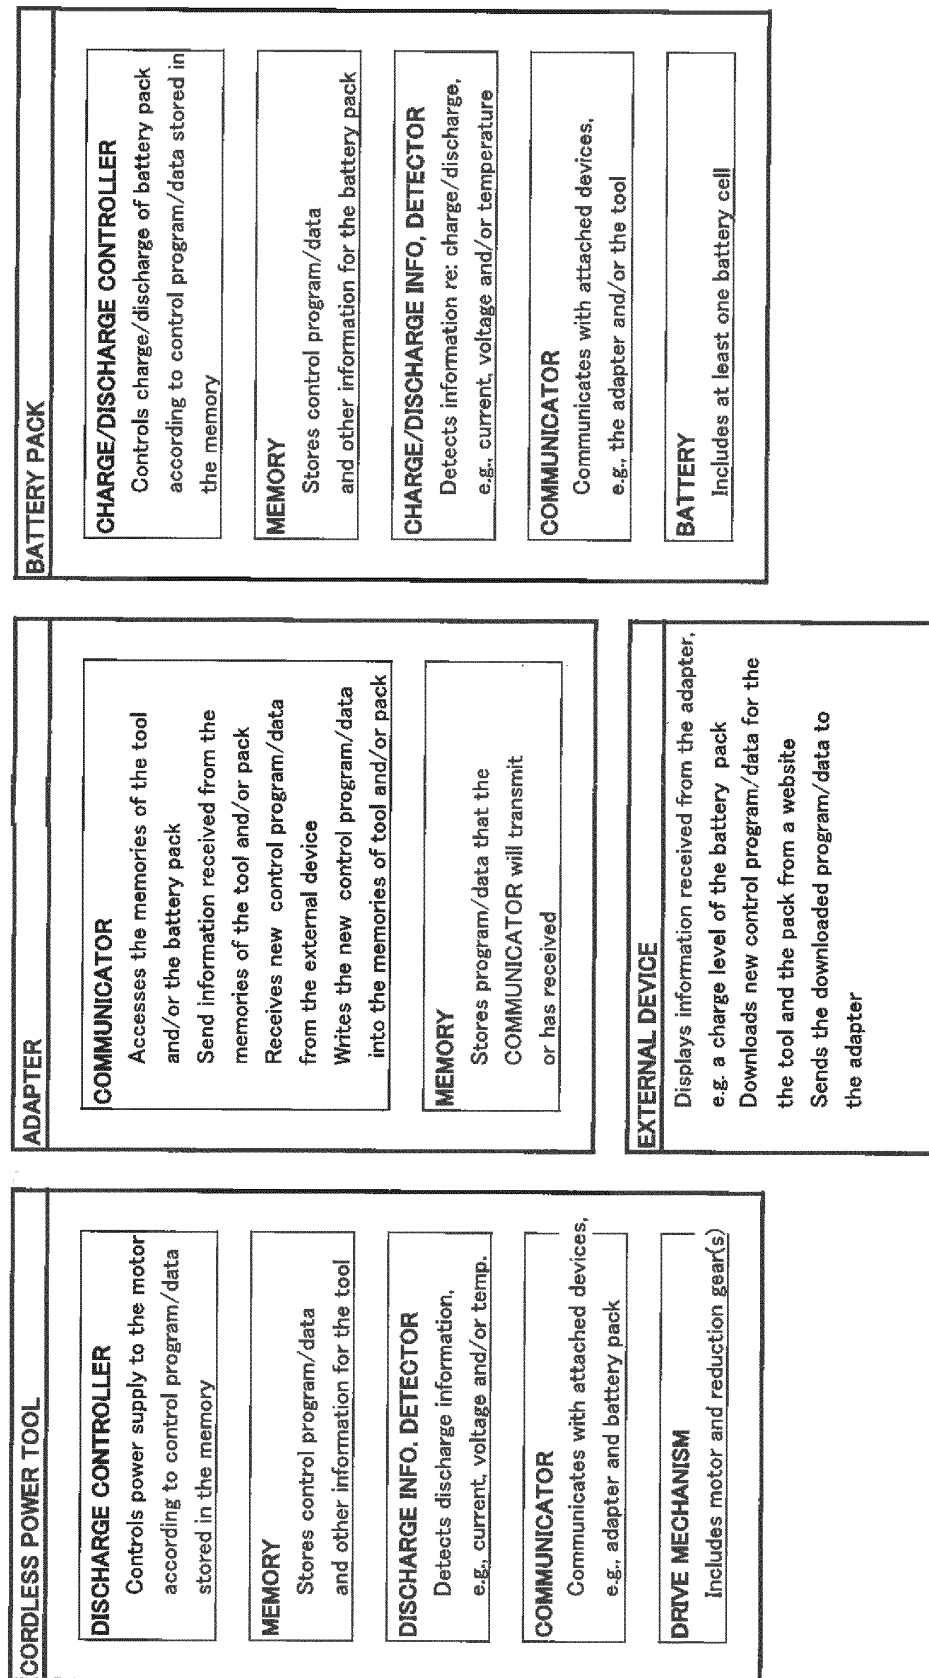 CORDLESS POWER TOOL
DISCHARGE CONTROLLER
Controls power supply to the motor
according to control program/data
stored in the memory
MEMORY
Stores control program/data
and other information for the tool
DISCHARGE INFO. DETECTOR
Detects discharge information,
e.g., current, voltage and/or temp.
COMMUNICATOR
Communicates with attached devices,
e.g., adapter and battery pack
DRIVE MECHANISM
Includes motor and reduction gear(s)
ADAPTER
COMMUNICATOR
Accesses the memories of the tool
and/or the battery pack
Send information received from the
memories of the tool and/or pack
Receives new control program/data
from the external device
Writes the new control program/data
into the memories of tool and/or pack
MEMORY
Stores program/data that the
COMMUNICATOR will transmit
or has received
EXTERNAL DEVICE
Displays information received from the adapter,
e.g. a charge level of the battery pack
Downloads new control program/data for the
the tool and the pack from a website
Sends the downloaded program/data to
the adapter
BATTERY PACK
CHARGE/DISCHARGE CONTROLLER
Controls charge/discharge of battery pack
according to control program/data stored in
the memory
MEMORY
Stores control program/data
and other information for the battery pack
CHARGE/DISCHARGE INFO, DETECTOR
Detects information re: charge/discharge,
e.g., current, voltage and/or temperature
COMMUNICATOR
Communicates with attached devices,
e.g., the adapter and/or the tool
BATTERY
Includes at least one battery cell